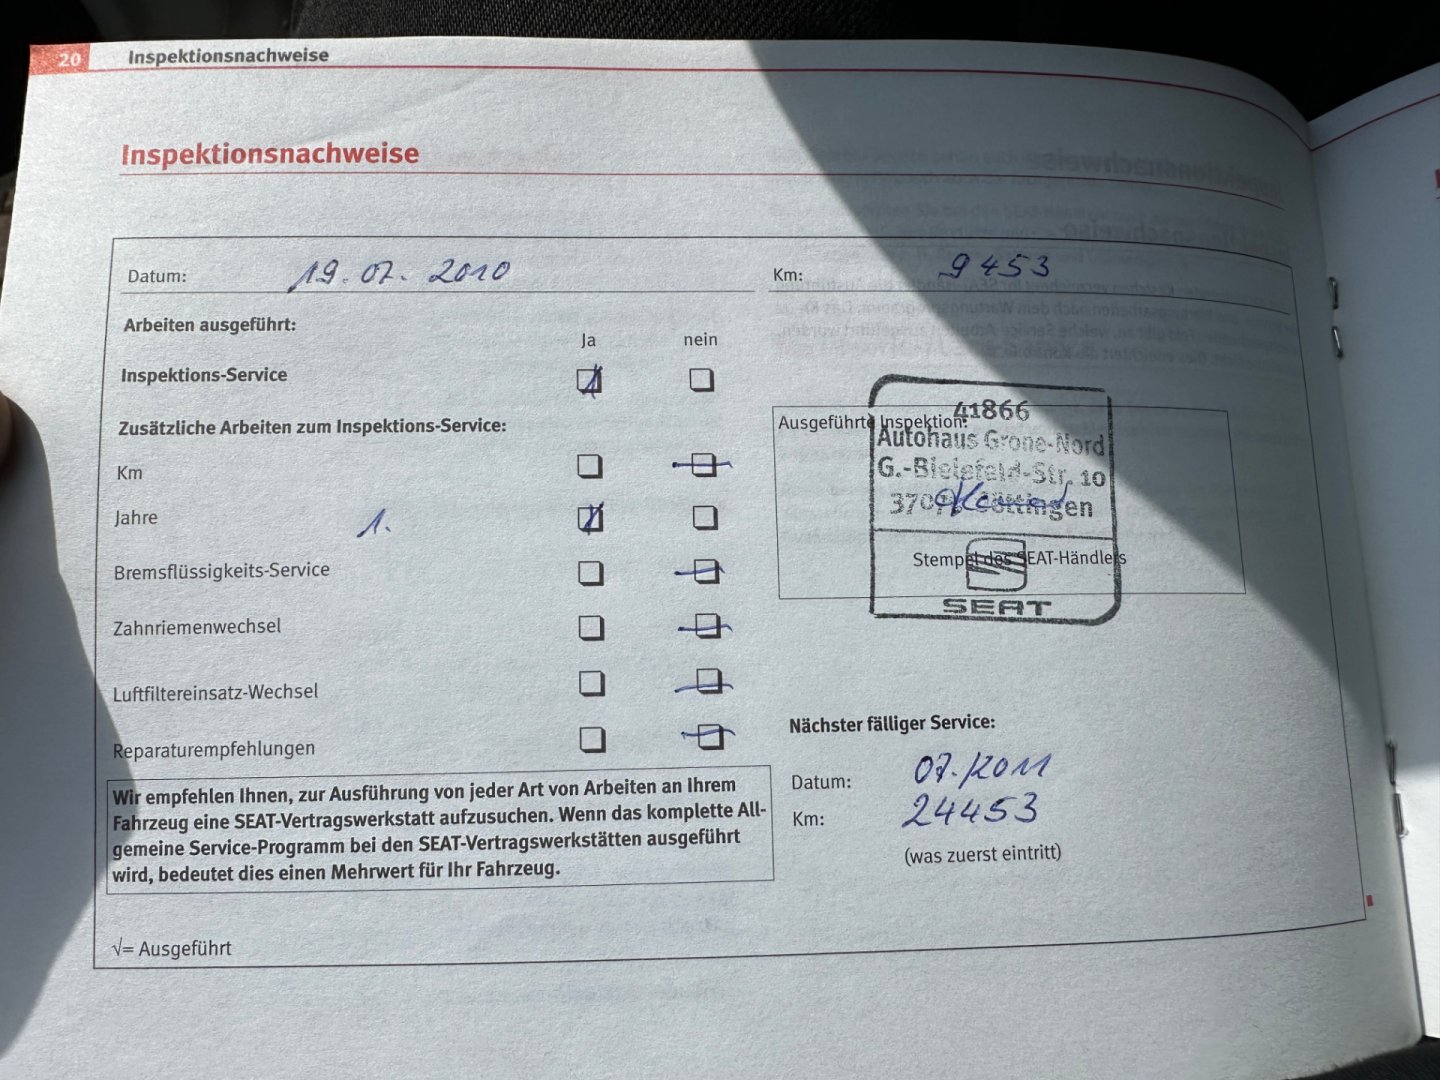 20 Inspektionsnachweise
Inspektionsnachweise
Datum: 19.07.2010
Km: 9453
Arbeiten ausgeführt:
Ja nein
Inspektions-Service
Zusätzliche Arbeiten zum Inspektions-Service:
Km
Jahre 1.
Bremsflüssigkeits-Service
Zahnriemenwechsel
Luftfiltereinsatz-Wechsel
Reparaturempfehlungen
Wir empfehlen Ihnen, zur Ausführung von jeder Art von Arbeiten an Ihrem
Fahrzeug eine SEAT-Vertragswerkstatt aufzusuchen. Wenn das komplette All-
gemeine Service-Programm bei den SEAT-Vertragswerkstätten ausgeführt
wird, bedeutet dies einen Mehrwert für Ihr Fahrzeug.
√= Ausgeführt
Ausgeführte Inspektion:
41866
Autohaus Grone-Nord
G.-Bielefeld-Str. 10
Göttingen
Stempel des SEAT-Händlers
SEAT
Nächster fälliger Service:
Datum: 07./2011
Km: 24453
(was zuerst eintritt)